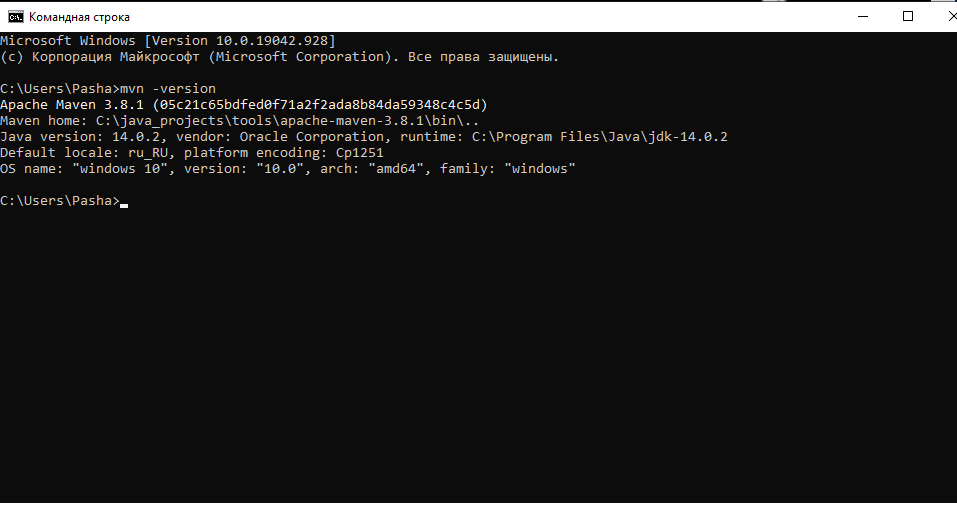 Командная строка
Microsoft Windows [Version 10.0.19042.928]
(c) Корпорация Майкрософт (Microsoft Corporation). Все права защищены.
C:\Users\Pasha>mvn -version
Apache Maven 3.8.1 (05c21c65bdfed0f71a2f2ada8b84da59348c4c5d)
Maven home: C:\java_projects\tools\apache-maven-3.8.1\bin\..
Java version: 14.0.2, vendor: Oracle Corporation, runtime: C:\Program Files\Java\jdk-14.0.2
Default locale: ru_RU, platform encoding: Cp1251
OS name: "windows 10", version: "10.0", arch: "amd64", family: "windows"
C:\Users\Pasha>